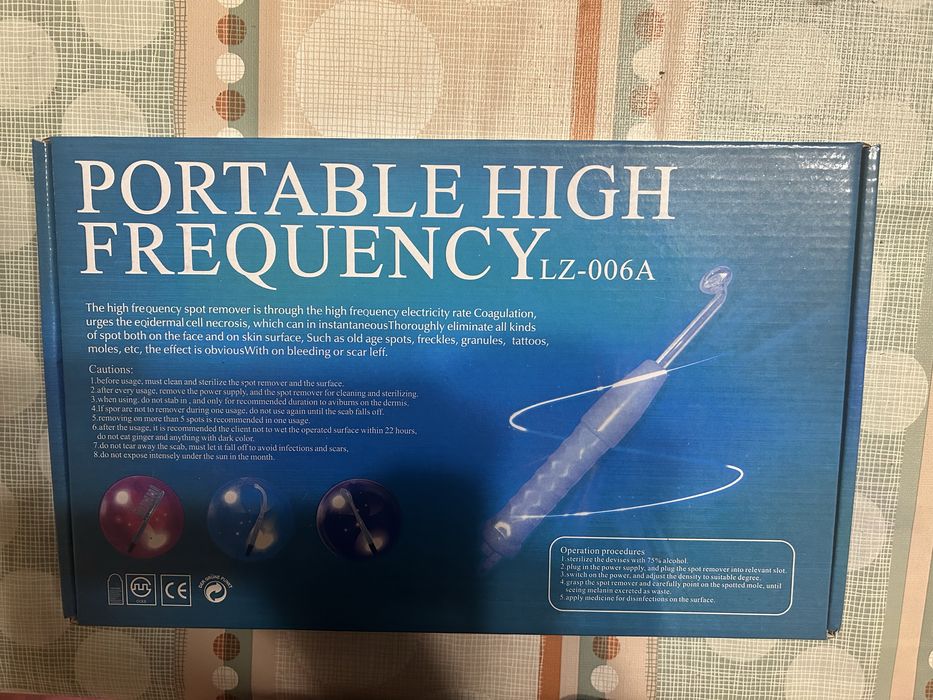 PORTABLE HIGH
FREQUENCY LZ-006A
The high frequency spot remover is through the high frequency electricity rate Coagulation,
urges the eqidermal cell necrosis, which can in instantaneousThoroughly eliminate all kinds
of spot both on the face and on skin surface, Such as old age spots, freckles, granules, tattoos,
moles, etc, the effect is obviousWith on bleeding or scar leff.
Cautions:
1.before usage, must clean and sterilize the spot remover and the surface.
2.after every usage, remove the power supply, and the spot remover for cleaning and sterilizing.
3.when using, do not stab in , and only for recommended duration to aviburns on the dermis.
4.If spor are not to remover during one usage, do not use again until the scab falls off.
5.removing on more than 5 spots is recommended in one usage.
6.after the usage, it is recommended the client not to wet the operated surface within 22 hours,
do not eat ginger and anything with dark color.
7.do not tear away the scab, must let it fall off to avoid infections and scars,
8.do not expose intensely under the sun in the month.
Operation procedures
1.sterilize the devises with 75% alcohol.
2.plug in the power supply, and plug the spot remover into relevant slot.
3.switch on the power, and adjust the density to suitable degree.
4.grasp the spot remover and carefully point on the spotted mole, until
seeing melanin excreted as waste.
5.apply medicine for disinfections on the surface.
CE
DER GRÜNE PUNKT